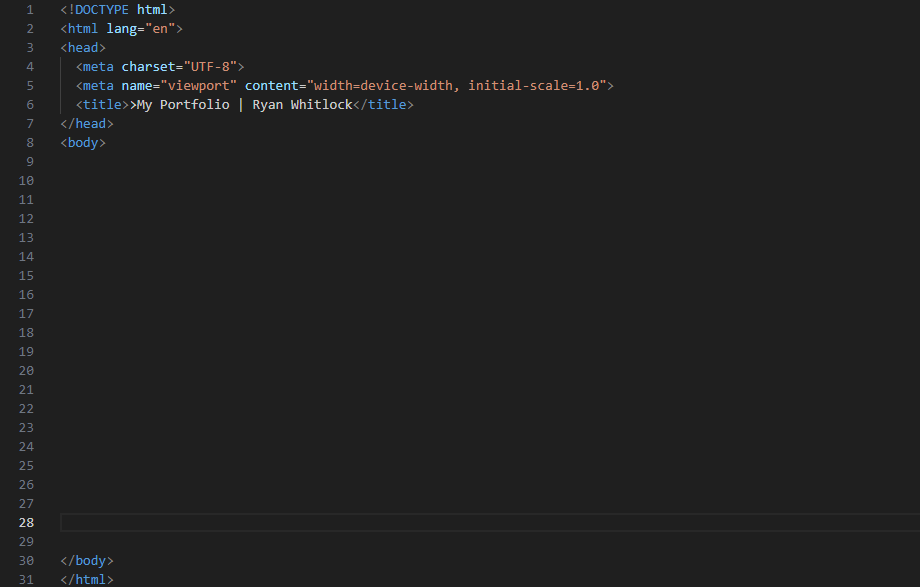 1 <!DOCTYPE html>
2 <html lang="en">
3 <head>
4 <meta charset="UTF-8">
5 <meta name="viewport" content="width=device-width, initial-scale=1.0">
6 <title>>My Portfolio | Ryan Whitlock</title>
7 </head>
8 <body>
9
10
11
12
13
14
15
16
17
18
19
20
21
22
23
24
25
26
27
28
29
30 </body>
31 </html>